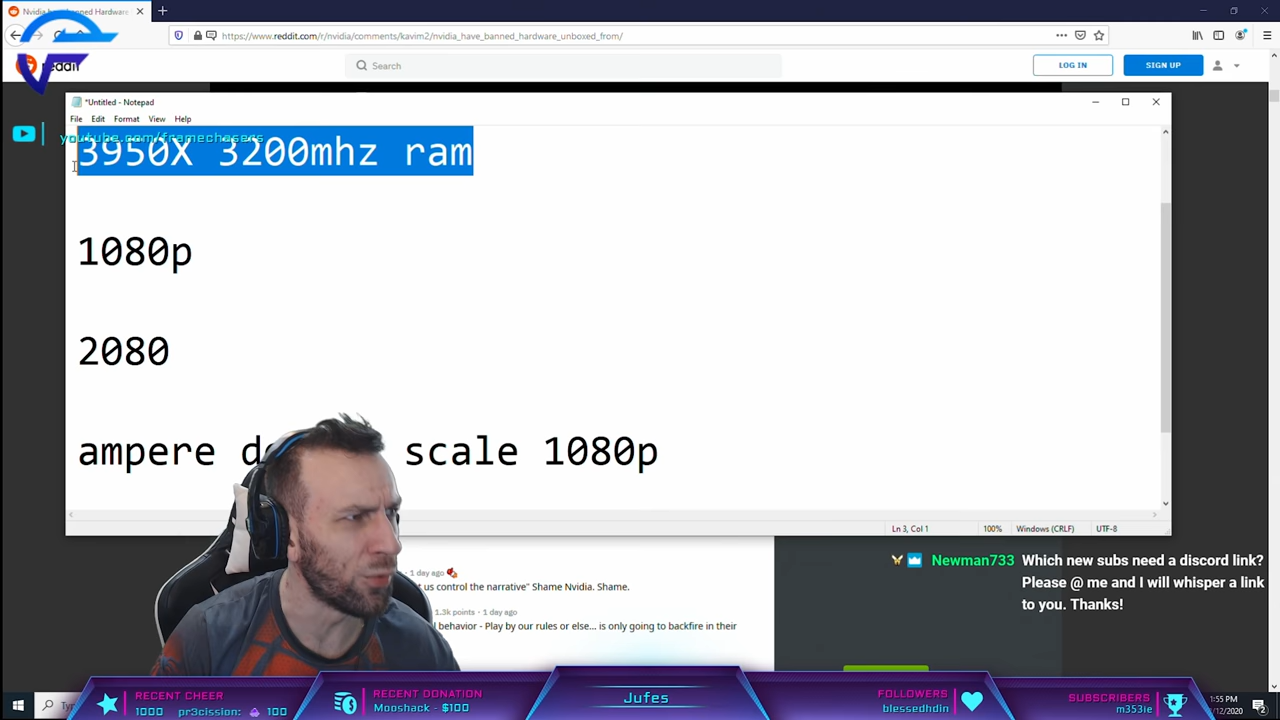 Nvidia have banned Hardware
https://www.reddit.com/r/nvidia/comments/kavim2/nvidia_have_banned_hardware_unboxed_from/
reddit
Search
LOG IN
SIGN UP
*Untitled - Notepad
File Edit Format View Help
youtube.com/framechasers
3950X 3200mhz ram
1080p
2080
ampere scale 1080p
Ln 3, Col 1 100% Windows (CRLF) UTF-8
Newman733 Which new subs need a discord link?
Please @ me and I will whisper a link
to you. Thanks!
1 day ago
us control the narrative" Shame Nvidia. Shame.
1.3k points · 1 day ago
behavior - Play by our rules or else... is only going to backfire in their
RECENT CHEER
1000 pr3cission: 100
RECENT DONATION
Mooshack - $100
Jufes
FOLLOWERS
blessedhdin
SUBSCRIBERS
1:55 PM
/12/2020